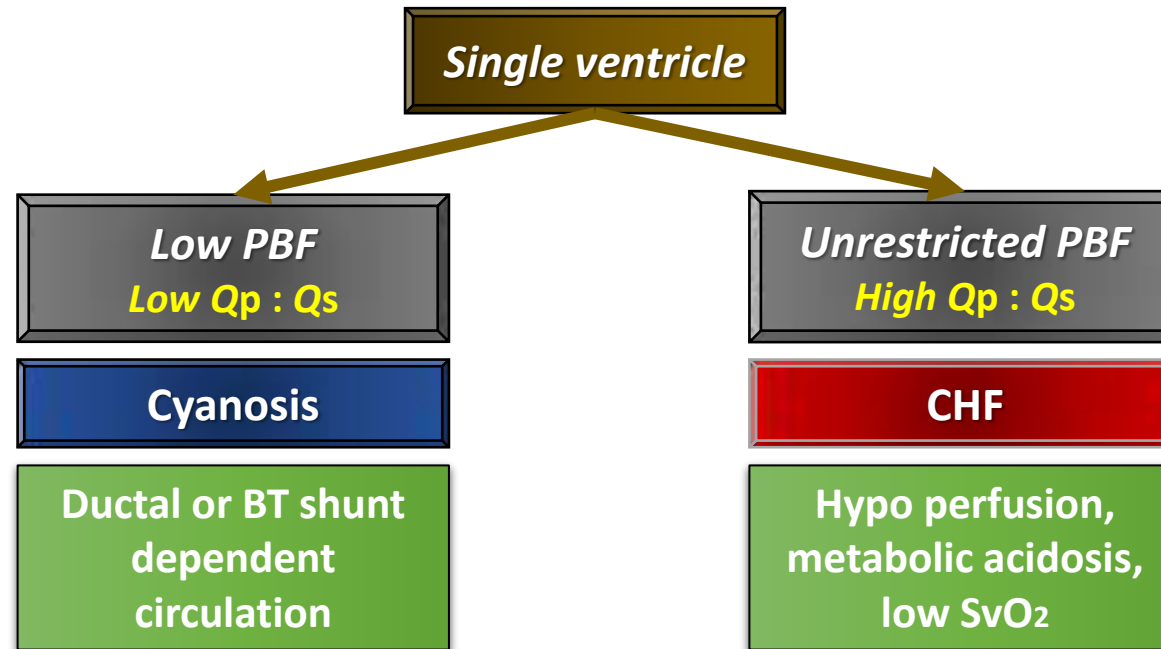 Single ventricle
Low PBF
Low Qp : Qs
Cyanosis
Ductal or BT shunt
dependent
circulation
Unrestricted PBF
High Qp : Qs
CHF
Hypo perfusion,
metabolic acidosis,
low SvO2